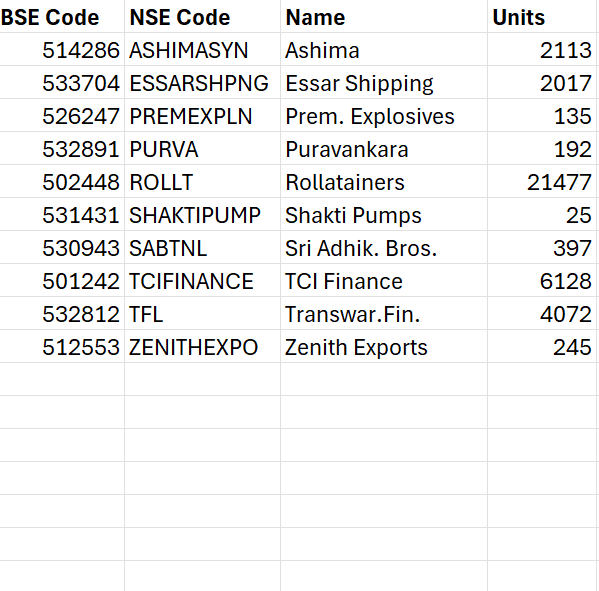 BSE Code NSE Code Name Units
514286 ASHIMASYN Ashima 2113
533704 ESSARSHPNG Essar Shipping 2017
526247 PREMEXPLN Prem. Explosives 135
532891 PURVA Puravankara 192
502448 ROLLT Rollatainers 21477
531431 SHAKTIPUMP Shakti Pumps 25
530943 SABTNL Sri Adhik. Bros. 397
501242 TCIFINANCE TCI Finance 6128
532812 TFL Transwar.Fin. 4072
512553 ZENITHEXPO Zenith Exports 245